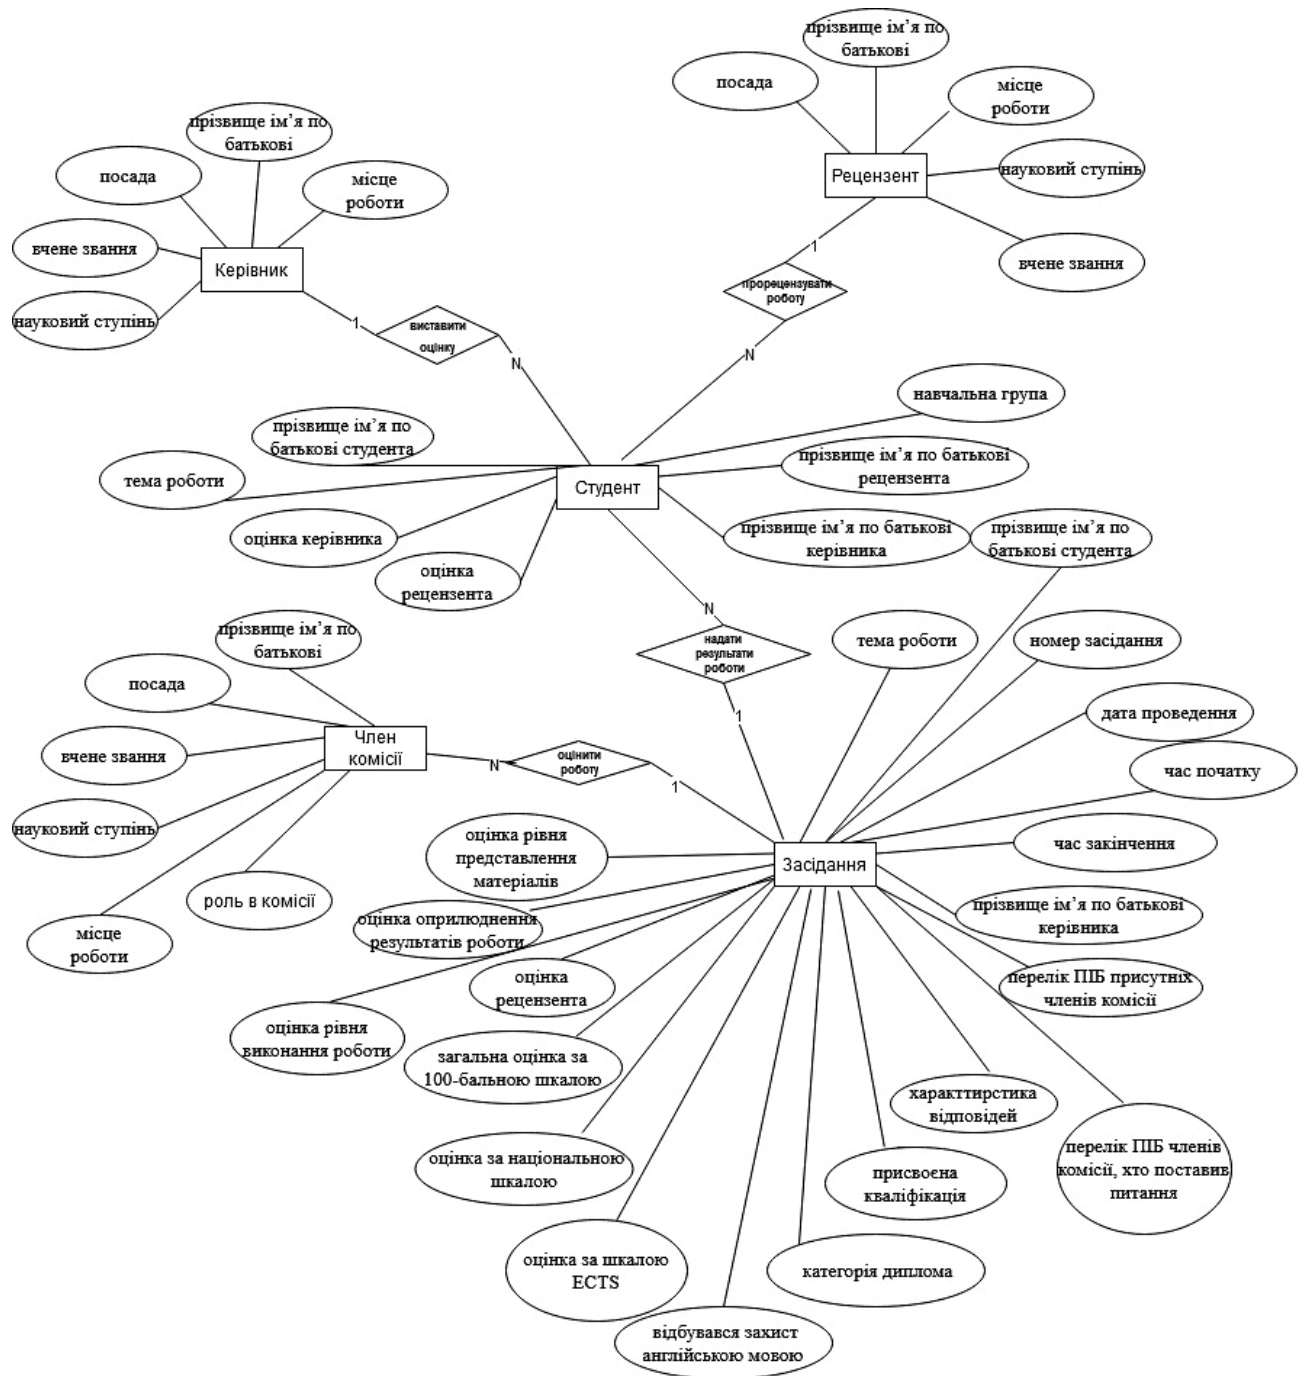 прізвище ім’я по
батькові
посада
місце
роботи
Рецензент
науковий ступінь
вчене звання
прізвище ім’я по
батькові
посада
місце
роботи
вчене звання
Керівник
науковий ступінь
1
виставити
оцінку
N
1
прорецензувати
роботу
N
навчальна група
прізвище ім’я по
батькові студента
тема роботи
прізвище ім’я по батькові
рецензента
Студент
оцінка керівника
прізвище ім’я по батькові
керівника
прізвище ім’я по
батькові студента
оцінка
рецензента
N
надати
результати
роботи
1
тема роботи
номер засідання
дата проведення
час початку
час закінчення
прізвище ім’я по
батькові
посада
Член
комісії
вчене звання
науковий ступінь
роль в комісії
місце
роботи
N
оцінити
роботу
1
Засідання
оцінка рівня
представлення
матеріалів
оцінка оприлюднення
результатів роботи
оцінка
рецензента
оцінка рівня
виконання роботи
загальна оцінка за
100-бальною шкалою
прізвище ім’я по батькові
керівника
перелік ПІБ присутніх
членів комісії
характтирстика
відповідей
перелік ПІБ членів
комісії, хто поставив
питання
оцінка за національною
шкалою
присвоєна
кваліфікація
оцінка за шкалою
ECTS
категорія диплома
відбувався захист
англійською мовою